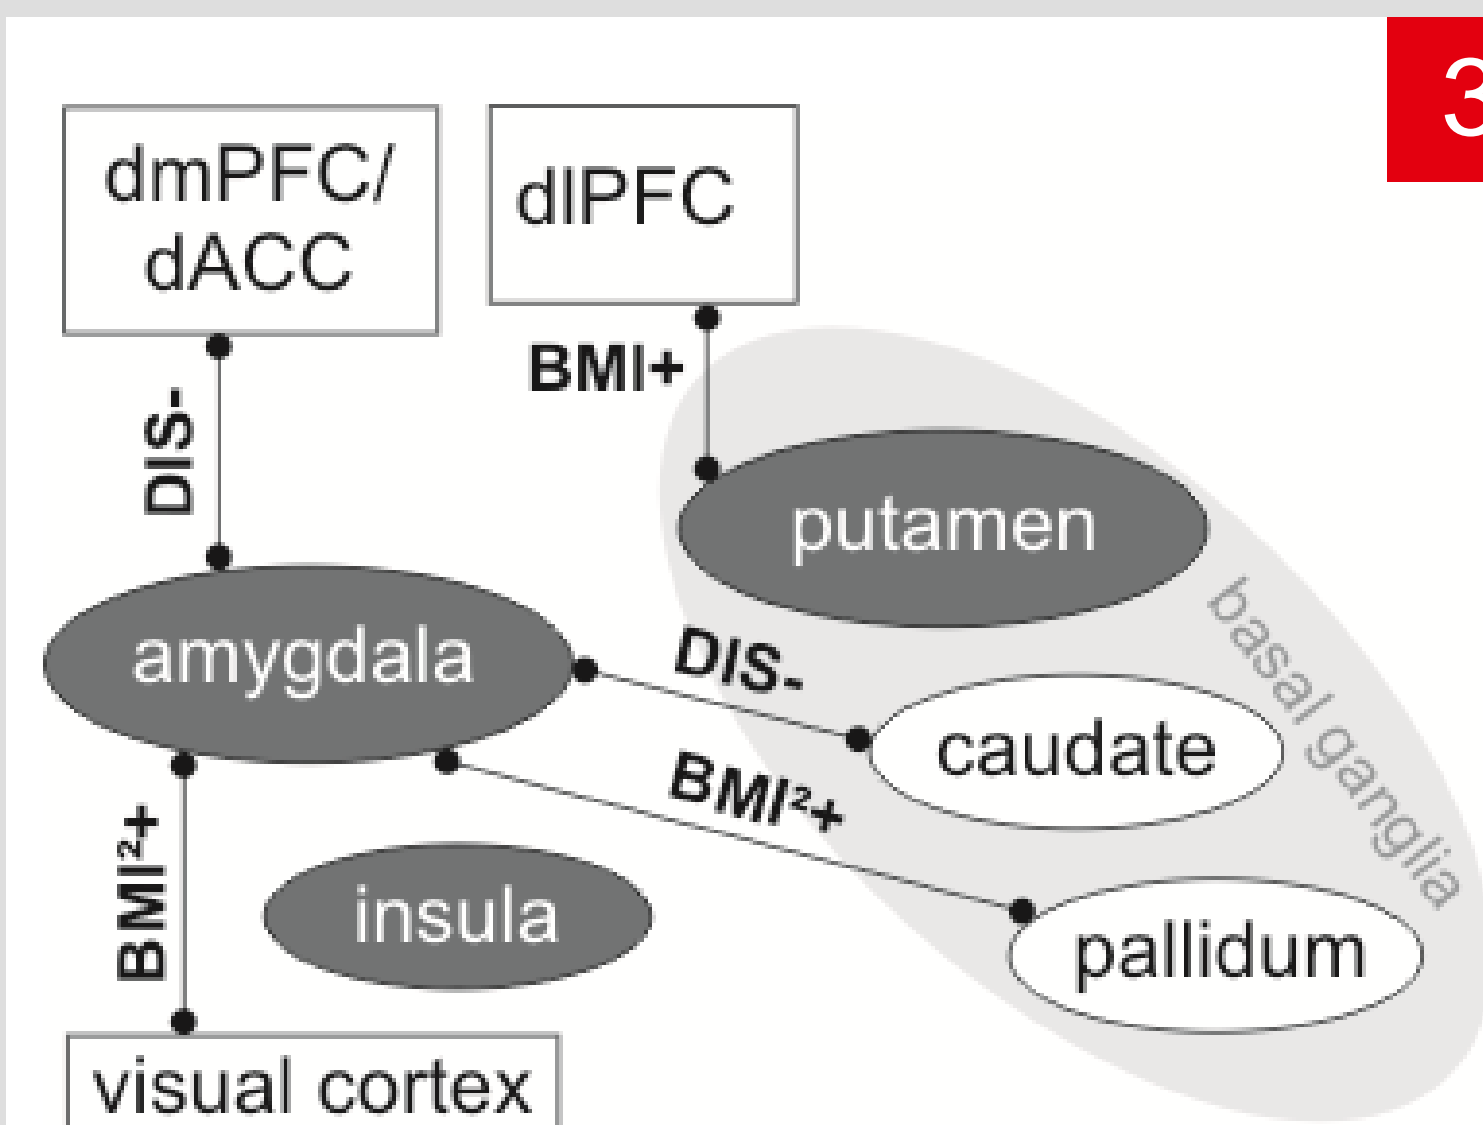 3
dmPFC/
dACC
dlPFC
BMI+
DIS-
putamen
basal ganglia
amygdala
DIS-
caudate
BMI²+
BMI²+
insula
pallidum
visual cortex